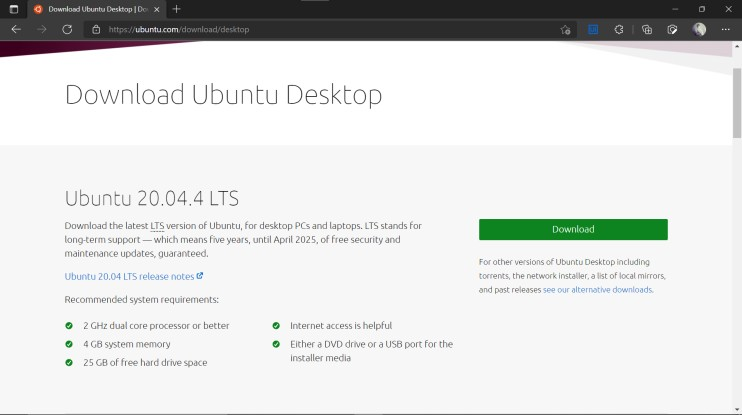 Download Ubuntu Desktop | Do
https://ubuntu.com/download/desktop
Download Ubuntu Desktop
Ubuntu 20.04.4 LTS
Download the latest LTS version of Ubuntu, for desktop PCs and laptops. LTS stands for
long-term support — which means five years, until April 2025, of free security and
maintenance updates, guaranteed.
Ubuntu 20.04 LTS release notes
Recommended system requirements:
2 GHz dual core processor or better
4 GB system memory
25 GB of free hard drive space
Internet access is helpful
Either a DVD drive or a USB port for the
installer media
Download
For other versions of Ubuntu Desktop including
torrents, the network installer, a list of local mirrors,
and past releases see our alternative downloads.